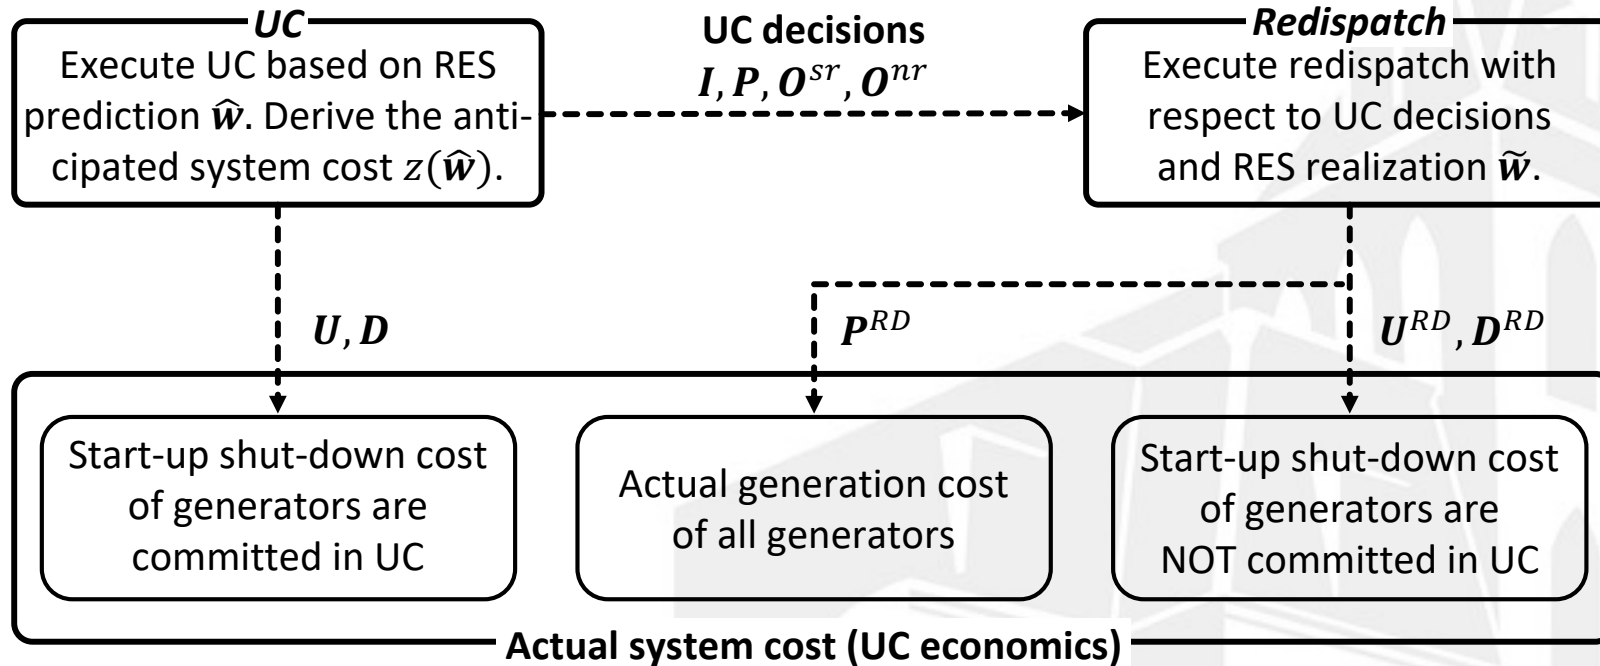 UC
Execute UC based on RES
prediction ŵ. Derive the anti-
cipated system cost z(ŵ).
UC decisions
I, P, O^sr, O^nr
Redispatch
Execute redispatch with
respect to UC decisions
and RES realization w̃.
U, D
P^RD
U^RD, D^RD
Start-up shut-down cost
of generators are
committed in UC
Actual generation cost
of all generators
Start-up shut-down cost
of generators are
NOT committed in UC
Actual system cost (UC economics)